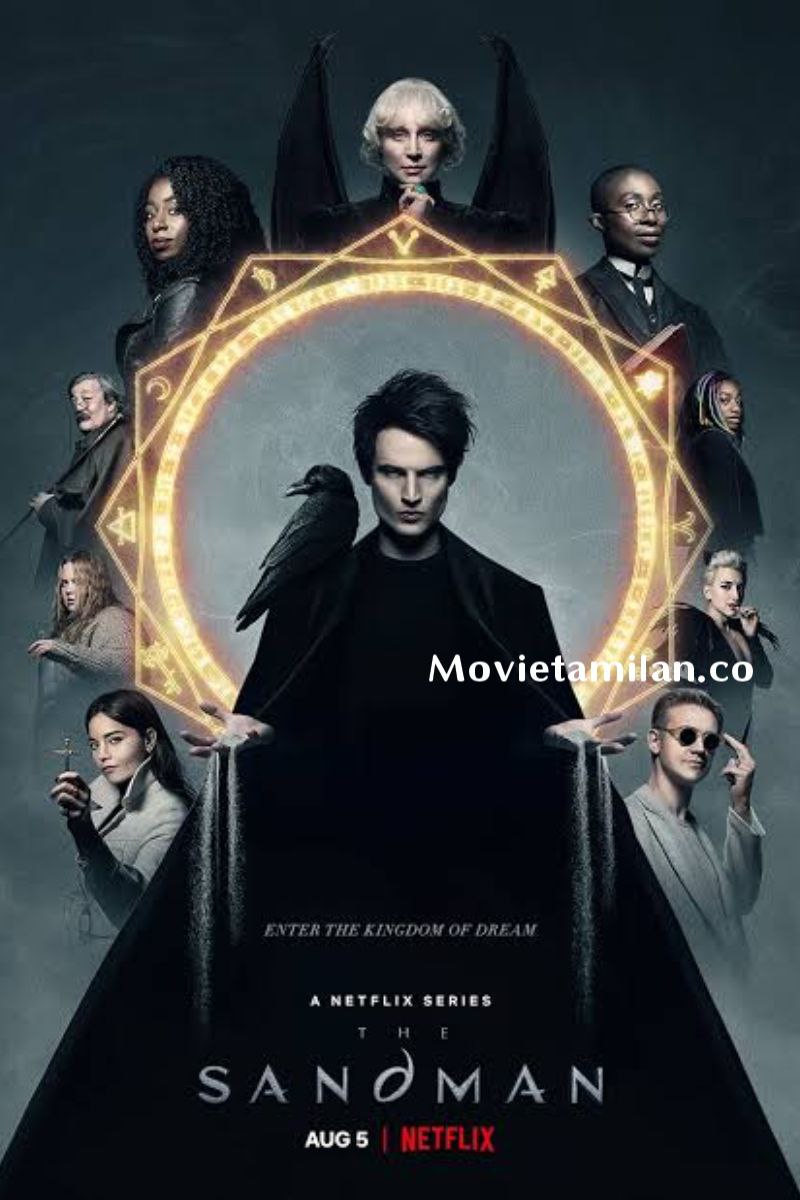 Movietamilan.co
ENTER THE KINGDOM OF DREAM
A NETFLIX SERIES
THE
SANDMAN
AUG 5 | NETFLIX